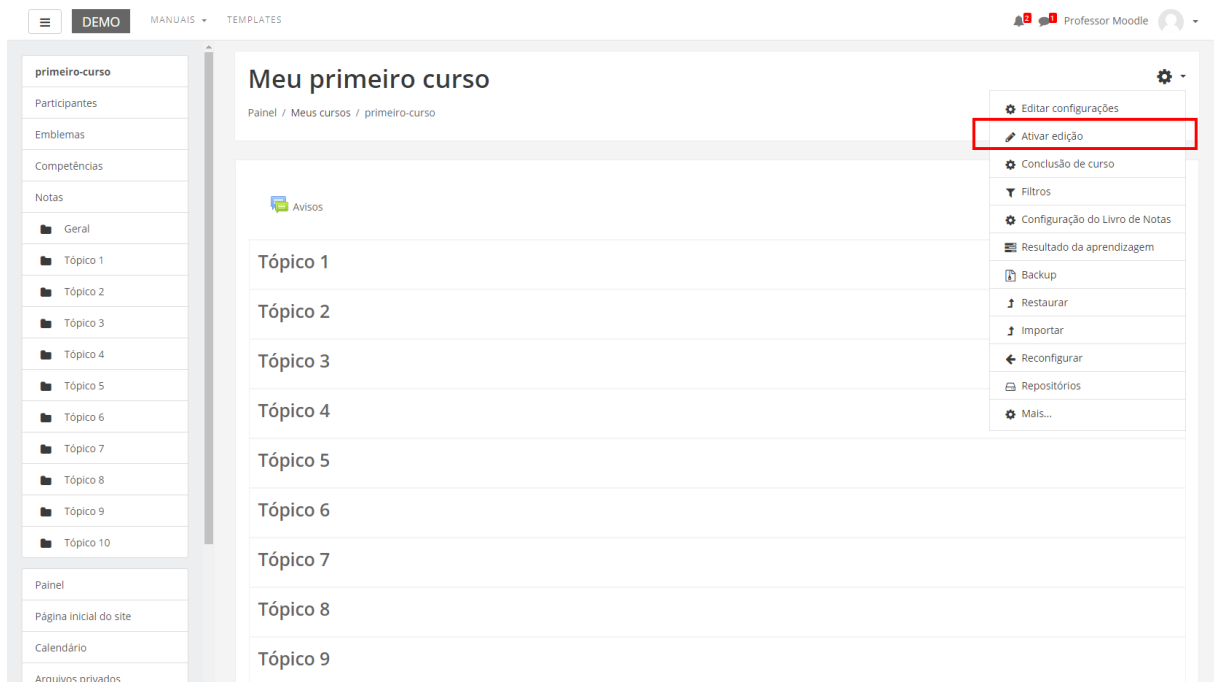 DEMO MANUAIS TEMPLATES 2 1 Professor Moodle
primeiro-curso
Participantes
Emblemas
Competências
Notas
Geral
Tópico 1
Tópico 2
Tópico 3
Tópico 4
Tópico 5
Tópico 6
Tópico 7
Tópico 8
Tópico 9
Tópico 10
Painel
Página inicial do site
Calendário
Arquivos privados
Meu primeiro curso
Painel / Meus cursos / primeiro-curso
Avisos
Tópico 1
Tópico 2
Tópico 3
Tópico 4
Tópico 5
Tópico 6
Tópico 7
Tópico 8
Tópico 9
Editar configurações
Ativar edição
Conclusão de curso
Filtros
Configuração do Livro de Notas
Resultado da aprendizagem
Backup
Restaurar
Importar
Reconfigurar
Repositórios
Mais...